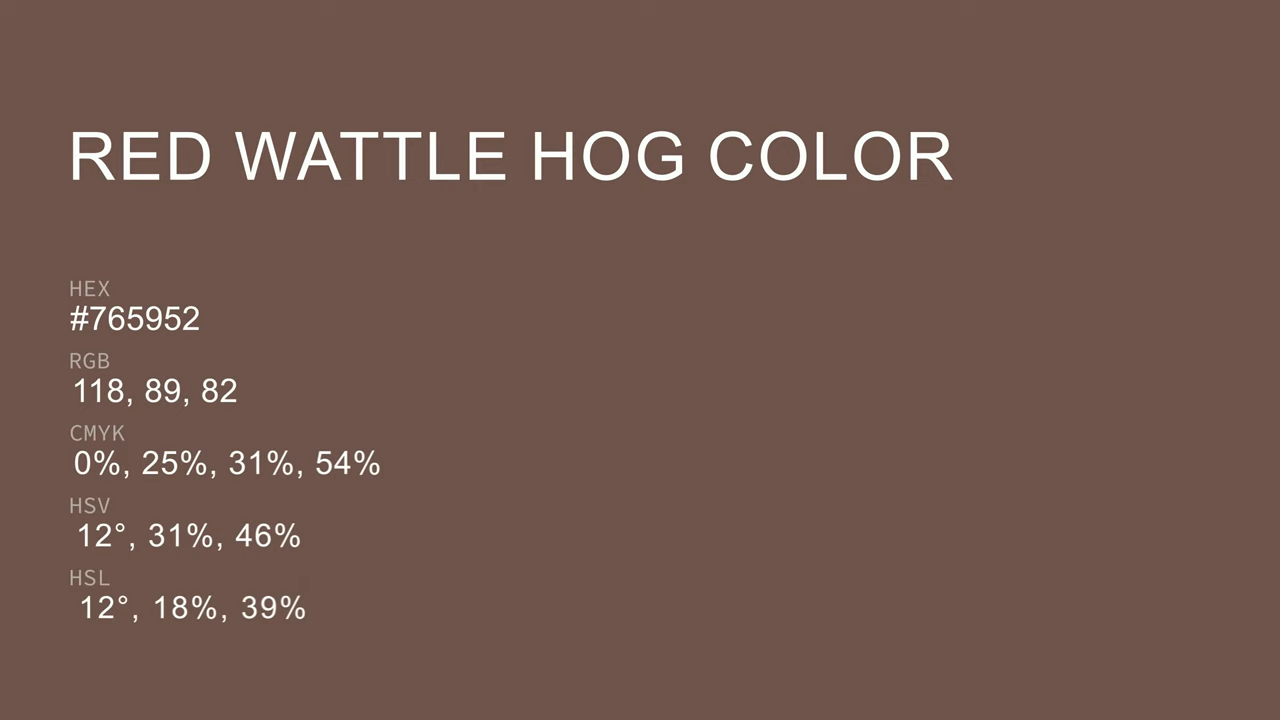 RED WATTLE HOG COLOR
HEX
#765952
RGB
118, 89, 82
CMYK
0%, 25%, 31%, 54%
HSV
12°, 31%, 46%
HSL
12°, 18%, 39%